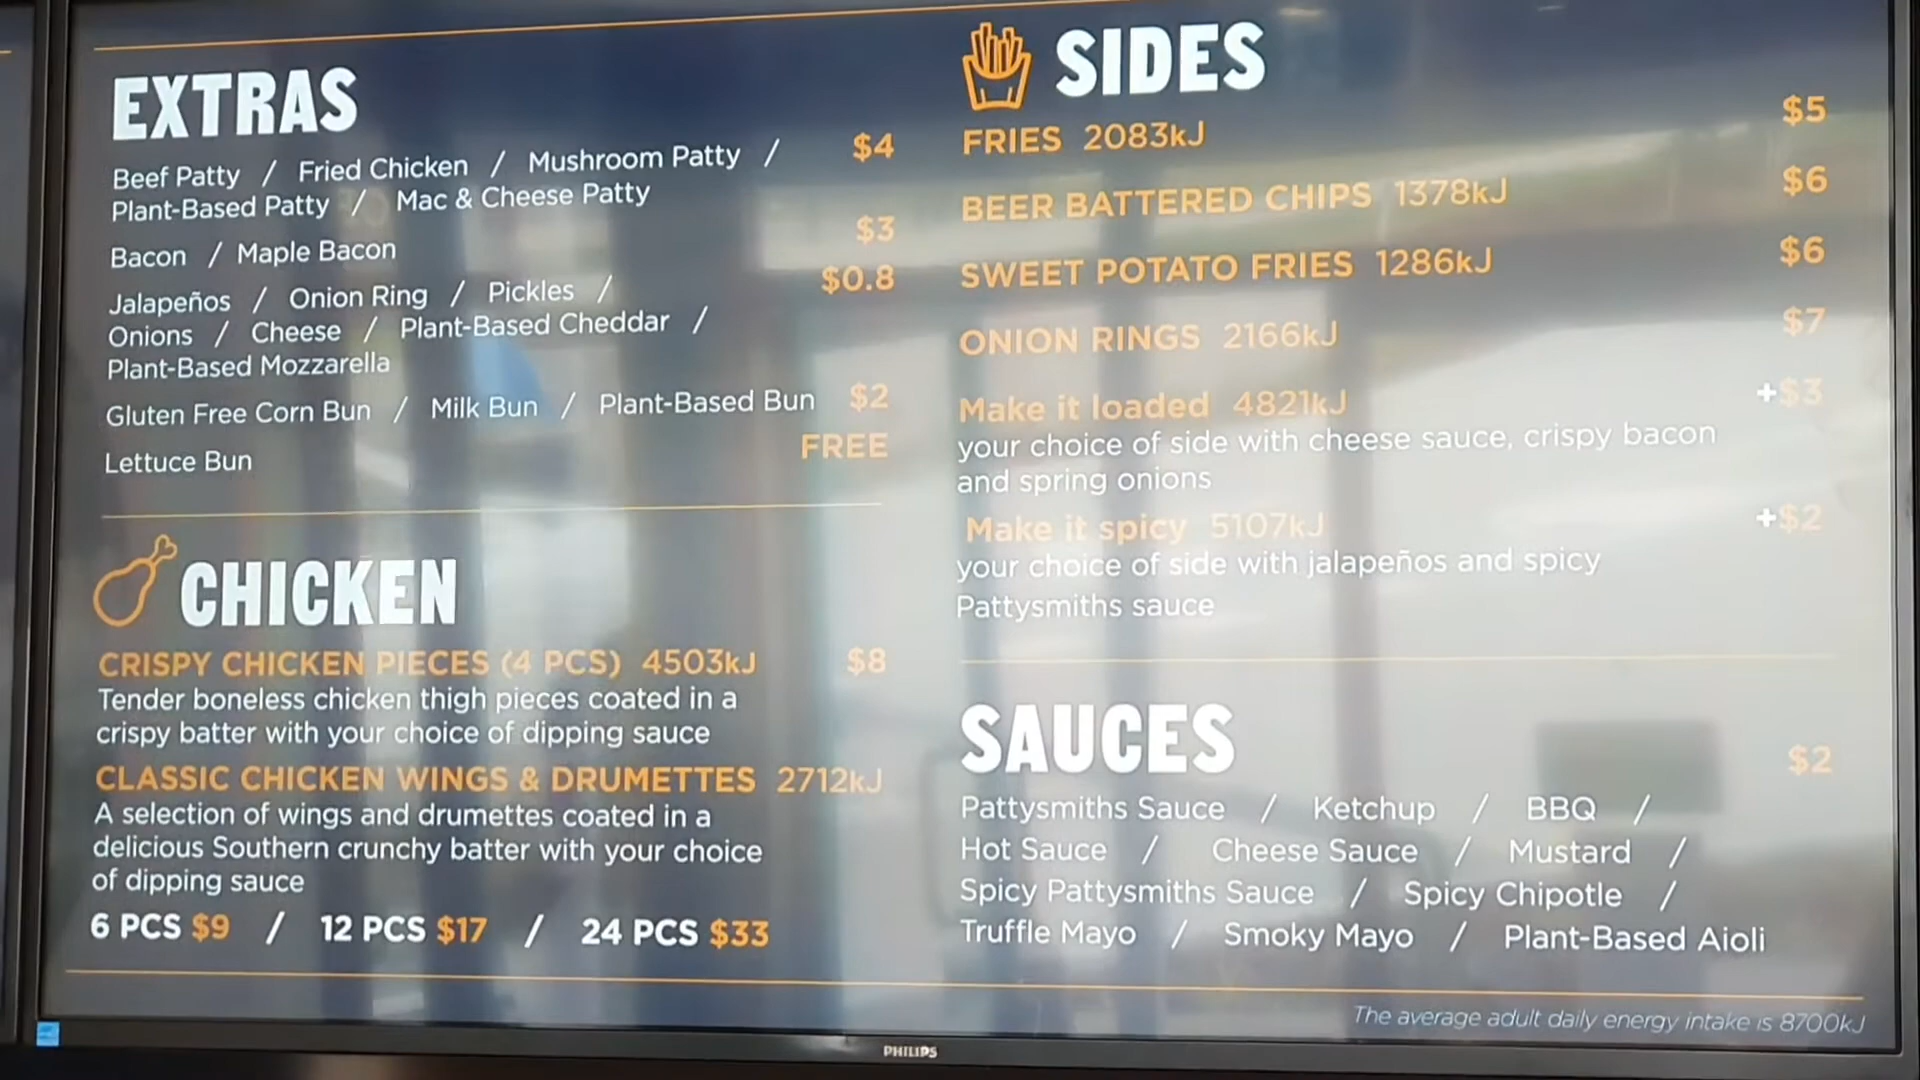 EXTRAS
Beef Patty / Fried Chicken / Mushroom Patty / $4
Plant-Based Patty / Mac & Cheese Patty
Bacon / Maple Bacon $3
Jalapeños / Onion Ring / Pickles / $0.8
Onions / Cheese / Plant-Based Cheddar /
Plant-Based Mozzarella
Gluten Free Corn Bun / Milk Bun / Plant-Based Bun $2
Lettuce Bun FREE
CHICKEN
CRISPY CHICKEN PIECES (4 PCS) 4503kJ $8
Tender boneless chicken thigh pieces coated in a
crispy batter with your choice of dipping sauce
CLASSIC CHICKEN WINGS & DRUMETTES 2712kJ
A selection of wings and drumettes coated in a
delicious Southern crunchy batter with your choice
of dipping sauce
6 PCS $9 / 12 PCS $17 / 24 PCS $33
SIDES
FRIES 2083kJ $5
BEER BATTERED CHIPS 1378kJ $6
SWEET POTATO FRIES 1286kJ $6
ONION RINGS 2166kJ $7
Make it loaded 4821kJ +$3
your choice of side with cheese sauce, crispy bacon
and spring onions
Make it spicy 5107kJ +$2
your choice of side with jalapeños and spicy
Pattysmiths sauce
SAUCES $2
Pattysmiths Sauce / Ketchup / BBQ /
Hot Sauce / Cheese Sauce / Mustard /
Spicy Pattysmiths Sauce / Spicy Chipotle /
Truffle Mayo / Smoky Mayo / Plant-Based Aioli
The average adult daily energy intake is 8700kJ
PHILIPS